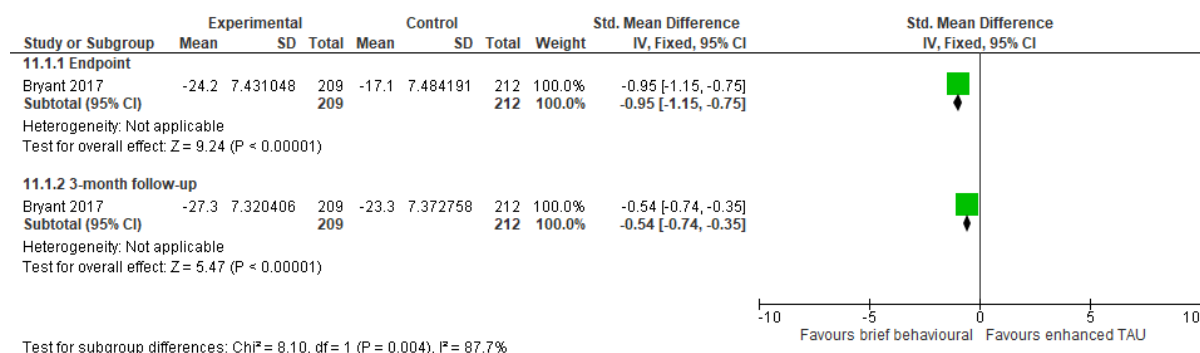 Experimental Control Std. Mean Difference Std. Mean Difference
Study or Subgroup Mean SD Total Mean SD Total Weight IV, Fixed, 95% CI IV, Fixed, 95% CI
11.1.1 Endpoint
Bryant 2017 -24.2 7.431048 209 -17.1 7.484191 212 100.0% -0.95 [-1.15, -0.75]
Subtotal (95% CI) 209 212 100.0% -0.95 [-1.15, -0.75]
Heterogeneity: Not applicable
Test for overall effect: Z = 9.24 (P < 0.00001)
11.1.2 3-month follow-up
Bryant 2017 -27.3 7.320406 209 -23.3 7.372758 212 100.0% -0.54 [-0.74, -0.35]
Subtotal (95% CI) 209 212 100.0% -0.54 [-0.74, -0.35]
Heterogeneity: Not applicable
Test for overall effect: Z = 5.47 (P < 0.00001)
-10 -5 0 5 10
Favours brief behavioural Favours enhanced TAU
Test for subgroup differences: Chi² = 8.10, df = 1 (P = 0.004), I² = 87.7%